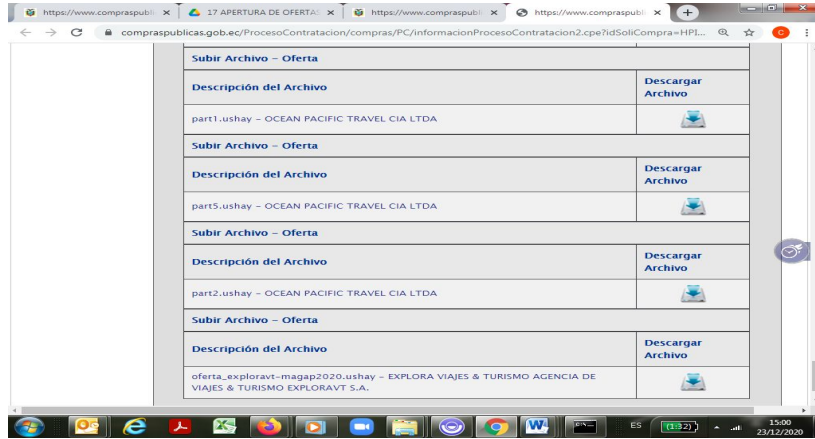 https://www.compraspubli
17 APERTURA DE OFERTAS
https://www.compraspubli
https://www.compraspubli
compraspublicas.gob.ec/ProcesoContratacion/compras/PC/informacionProcesoContratacion2.cpe?idSoliCompra=HPI...
C
Subir Archivo – Oferta
Descripción del Archivo
Descargar
Archivo
part1.ushay – OCEAN PACIFIC TRAVEL CIA LTDA
Subir Archivo – Oferta
Descripción del Archivo
Descargar
Archivo
part5.ushay – OCEAN PACIFIC TRAVEL CIA LTDA
Subir Archivo – Oferta
Descripción del Archivo
Descargar
Archivo
part2.ushay – OCEAN PACIFIC TRAVEL CIA LTDA
Subir Archivo – Oferta
Descripción del Archivo
Descargar
Archivo
oferta_exploravt–magap2020.ushay – EXPLORA VIAJES & TURISMO AGENCIA DE
VIAJES & TURISMO EXPLORAVT S.A.
ES
(1:32)
15:00
23/12/2020